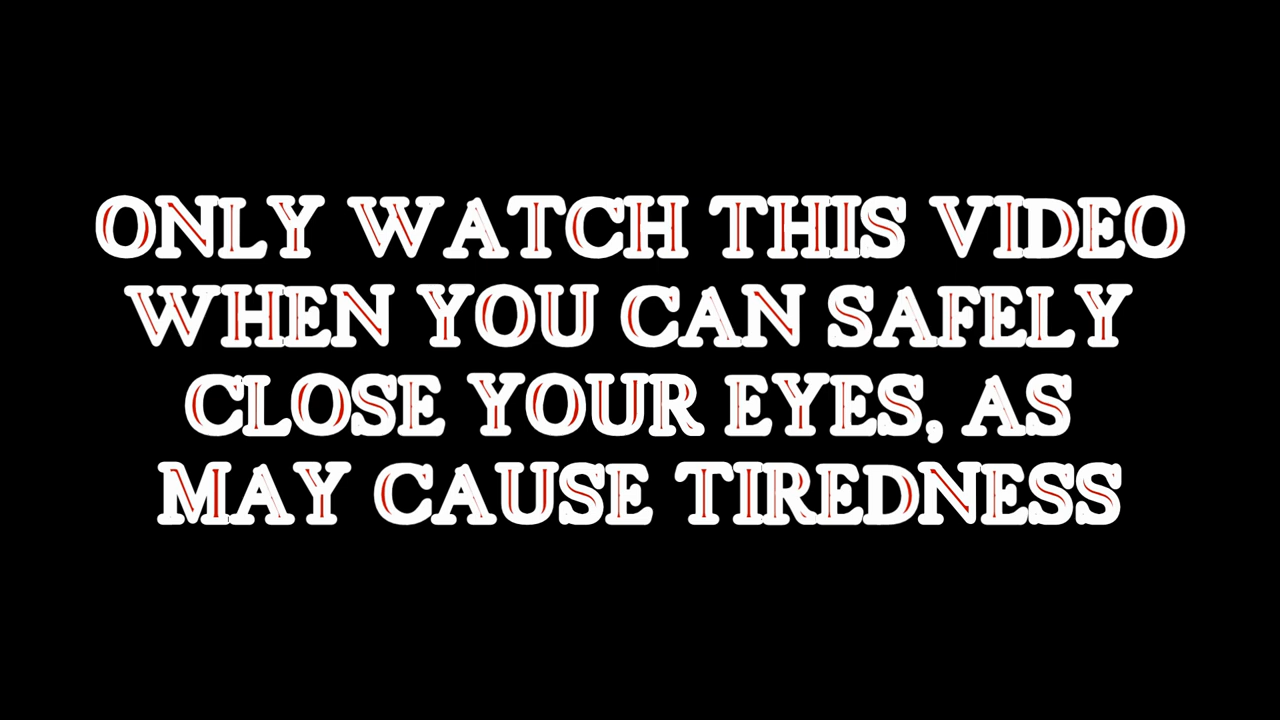 ONLY WATCH THIS VIDEO
WHEN YOU CAN SAFELY
CLOSE YOUR EYES, AS
MAY CAUSE TIREDNESS